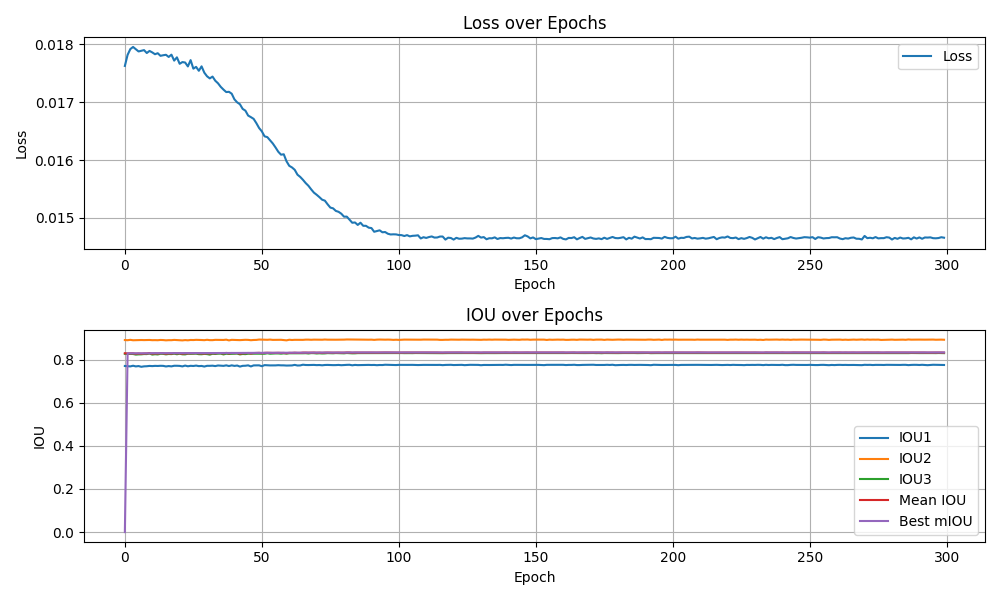 Loss over Epochs
0.018
0.017
0.016
0.015
Loss
Loss
0 50 100 150 200 250 300
Epoch
IOU over Epochs
0.8
0.6
0.4
0.2
0.0
IOU
IOU1
IOU2
IOU3
Mean IOU
Best mIOU
0 50 100 150 200 250 300
Epoch